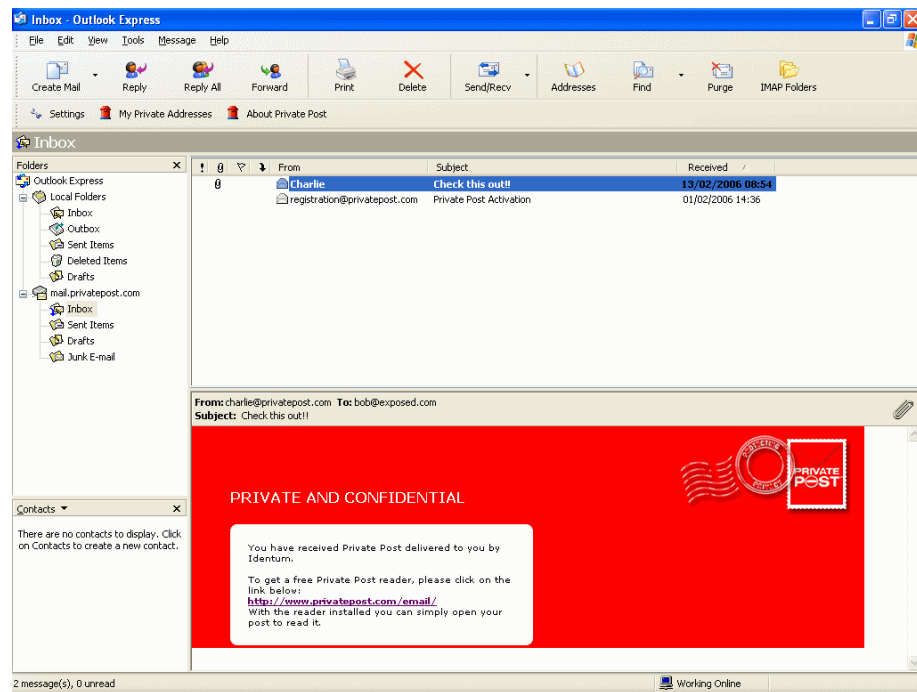 Inbox - Outlook Express
File Edit View Tools Message Help
Create Mail Reply Reply All Forward Print Delete Send/Recv Addresses Find Purge IMAP Folders
Settings My Private Addresses About Private Post
Inbox
Folders x
! From Subject Received
Outlook Express
Local Folders
Inbox
Outbox
Sent Items
Deleted Items
Drafts
mail.privatepost.com
Inbox
Sent Items
Drafts
Junk E-mail
Charlie Check this out!! 13/02/2006 08:54
registration@privatepost.com Private Post Activation 01/02/2006 14:36
From: charlie@privatepost.com To: bob@exposed.com
Subject: Check this out!!
PRIVATE
POST
PRIVATE AND CONFIDENTIAL
You have received Private Post delivered to you by
Identum.
To get a free Private Post reader, please click on the
link below:
http://www.privatepost.com/email/
With the reader installed you can simply open your
post to read it.
Contacts x
There are no contacts to display. Click
on Contacts to create a new contact.
2 message(s), 0 unread Working Online